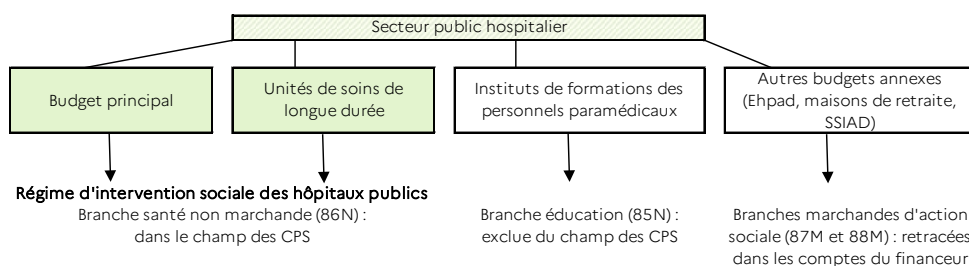 Secteur public hospitalier
Budget principal
Unités de soins de
longue durée
Instituts de formations des
personnels paramédicaux
Autres budgets annexes
(Ehpad, maisons de retraite,
SSIAD)
Régime d'intervention sociale des hôpitaux publics
Branche santé non marchande (86N) :
dans le champ des CPS
Branche éducation (85N) :
exclue du champ des CPS
Branches marchandes d'action
sociale (87M et 88M) : retracées
dans les comptes du financeur